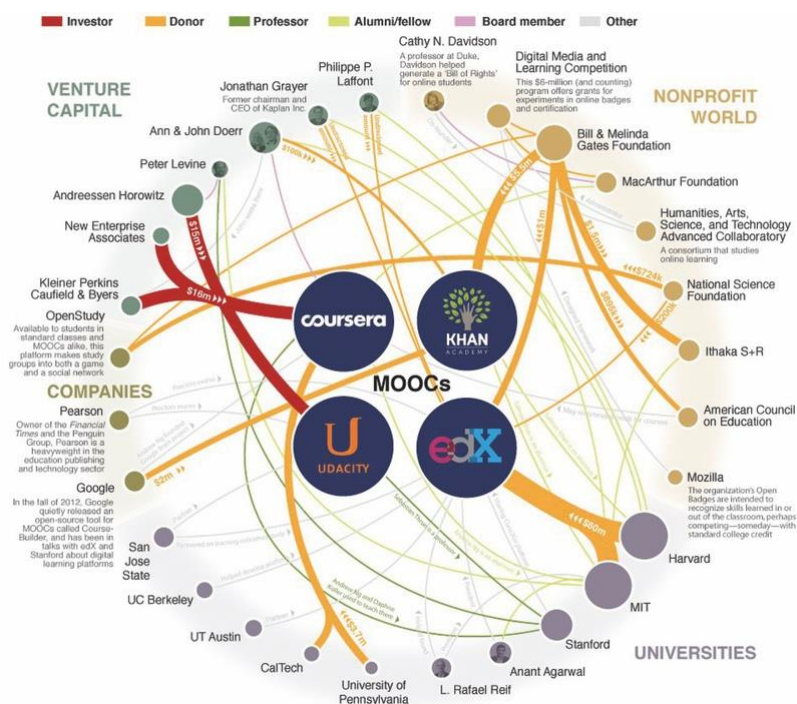 Investor
Donor
Professor
Alumni/fellow
Board member
Other
VENTURE
CAPITAL
Jonathan Grayer
Former chairman and
CEO of Kaplan Inc.
Philippe P.
Laffont
Cathy N. Davidson
A professor at Duke,
Davidson helped
generate a 'Bill of Rights'
for online students
Digital Media and
Learning Competition
This $6-million (and counting)
program offers grants for
experiments in online badges
and certification
NONPROFIT
WORLD
Ann & John Doerr
Peter Levine
Andreessen Horowitz
New Enterprise
Associates
Kleiner Perkins
Caufield & Byers
Bill & Melinda
Gates Foundation
MacArthur Foundation
Humanities, Arts,
Science, and Technology
Advanced Collaboratory
A consortium that studies
online learning
National Science
Foundation
Ithaka S+R
American Council
on Education
Mozilla
The organization's Open
Badges are intended to
recognize skills learned in or
out of the classroom, perhaps
competing—someday—with
standard college credit
$15m
$16m
$1m
$724k
OpenStudy
Available to students in
standard classes and
MOOCs alike, this
platform makes study
groups into both a game
and a social network
COMPANIES
Pearson
Owner of the Financial
Times and the Penguin
Group, Pearson is a
heavyweight in the
education publishing
and technology sector
Google
In the fall of 2012, Google
quietly released an
open-source tool for
MOOCs called Course-
Builder, and has been in
talks with edX and
Stanford about digital
learning platforms
$2m
coursera
KHAN
ACADEMY
MOOCs
UDACITY
edX
$60m
$3.7m
San
Jose
State
UC Berkeley
UT Austin
CalTech
University of
Pennsylvania
L. Rafael Reif
Anant Agarwal
Stanford
MIT
Harvard
UNIVERSITIES